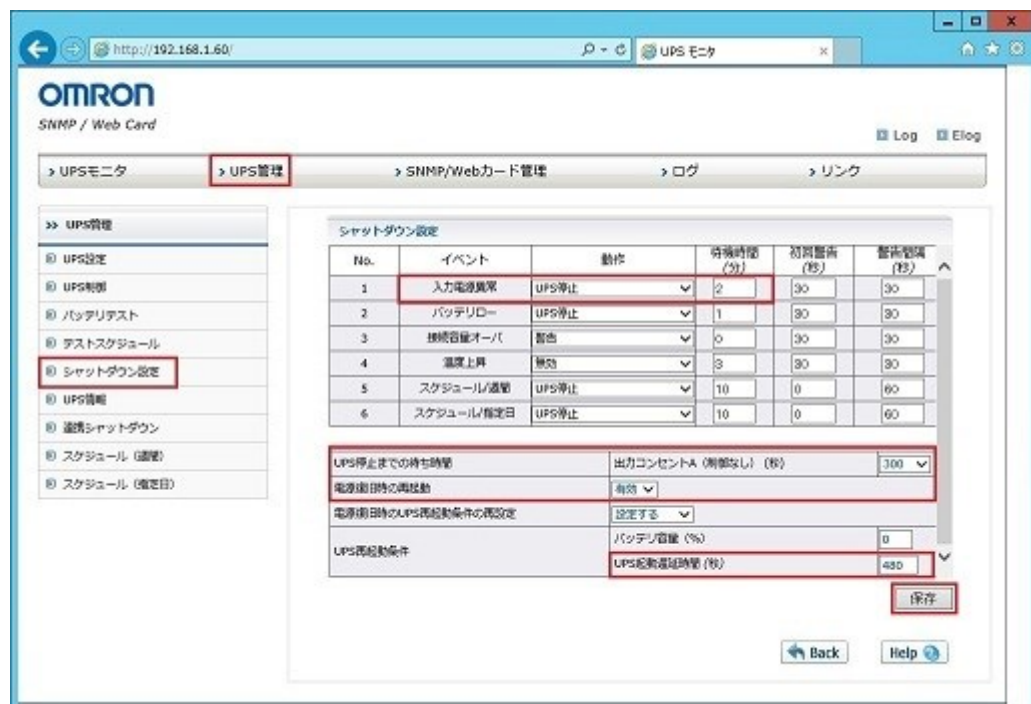 http://192.168.1.60/
UPS モニタ
OMRON
SNMP / Web Card
Log Elog
UPSモニタ UPS管理 SNMP/Webカード管理 ログ リンク
UPS管理
UPS設定
UPS制御
バッテリテスト
テストスケジュール
シャットダウン設定
UPS情報
連携シャットダウン
スケジュール (週間)
スケジュール (指定日)
シャットダウン設定
No. イベント 動作 待機時間(分) 初回警告(秒) 警告間隔(秒)
1 入力電源異常 UPS停止 2 30 30
2 バッテリロー UPS停止 1 30 30
3 接続容量オーバ 警告 0 30 30
4 温度上昇 無効 3 30 30
5 スケジュール/週間 UPS停止 10 0 60
6 スケジュール/指定日 UPS停止 10 0 60
UPS停止までの待ち時間 出力コンセントA (制御なし) (秒) 300
電源復旧時の再起動 有効
電源復旧時のUPS再起動条件の再設定 設定する
UPS再起動条件 バッテリ容量 (%) 0
UPS起動遅延時間 (秒) 480
保存
Back Help